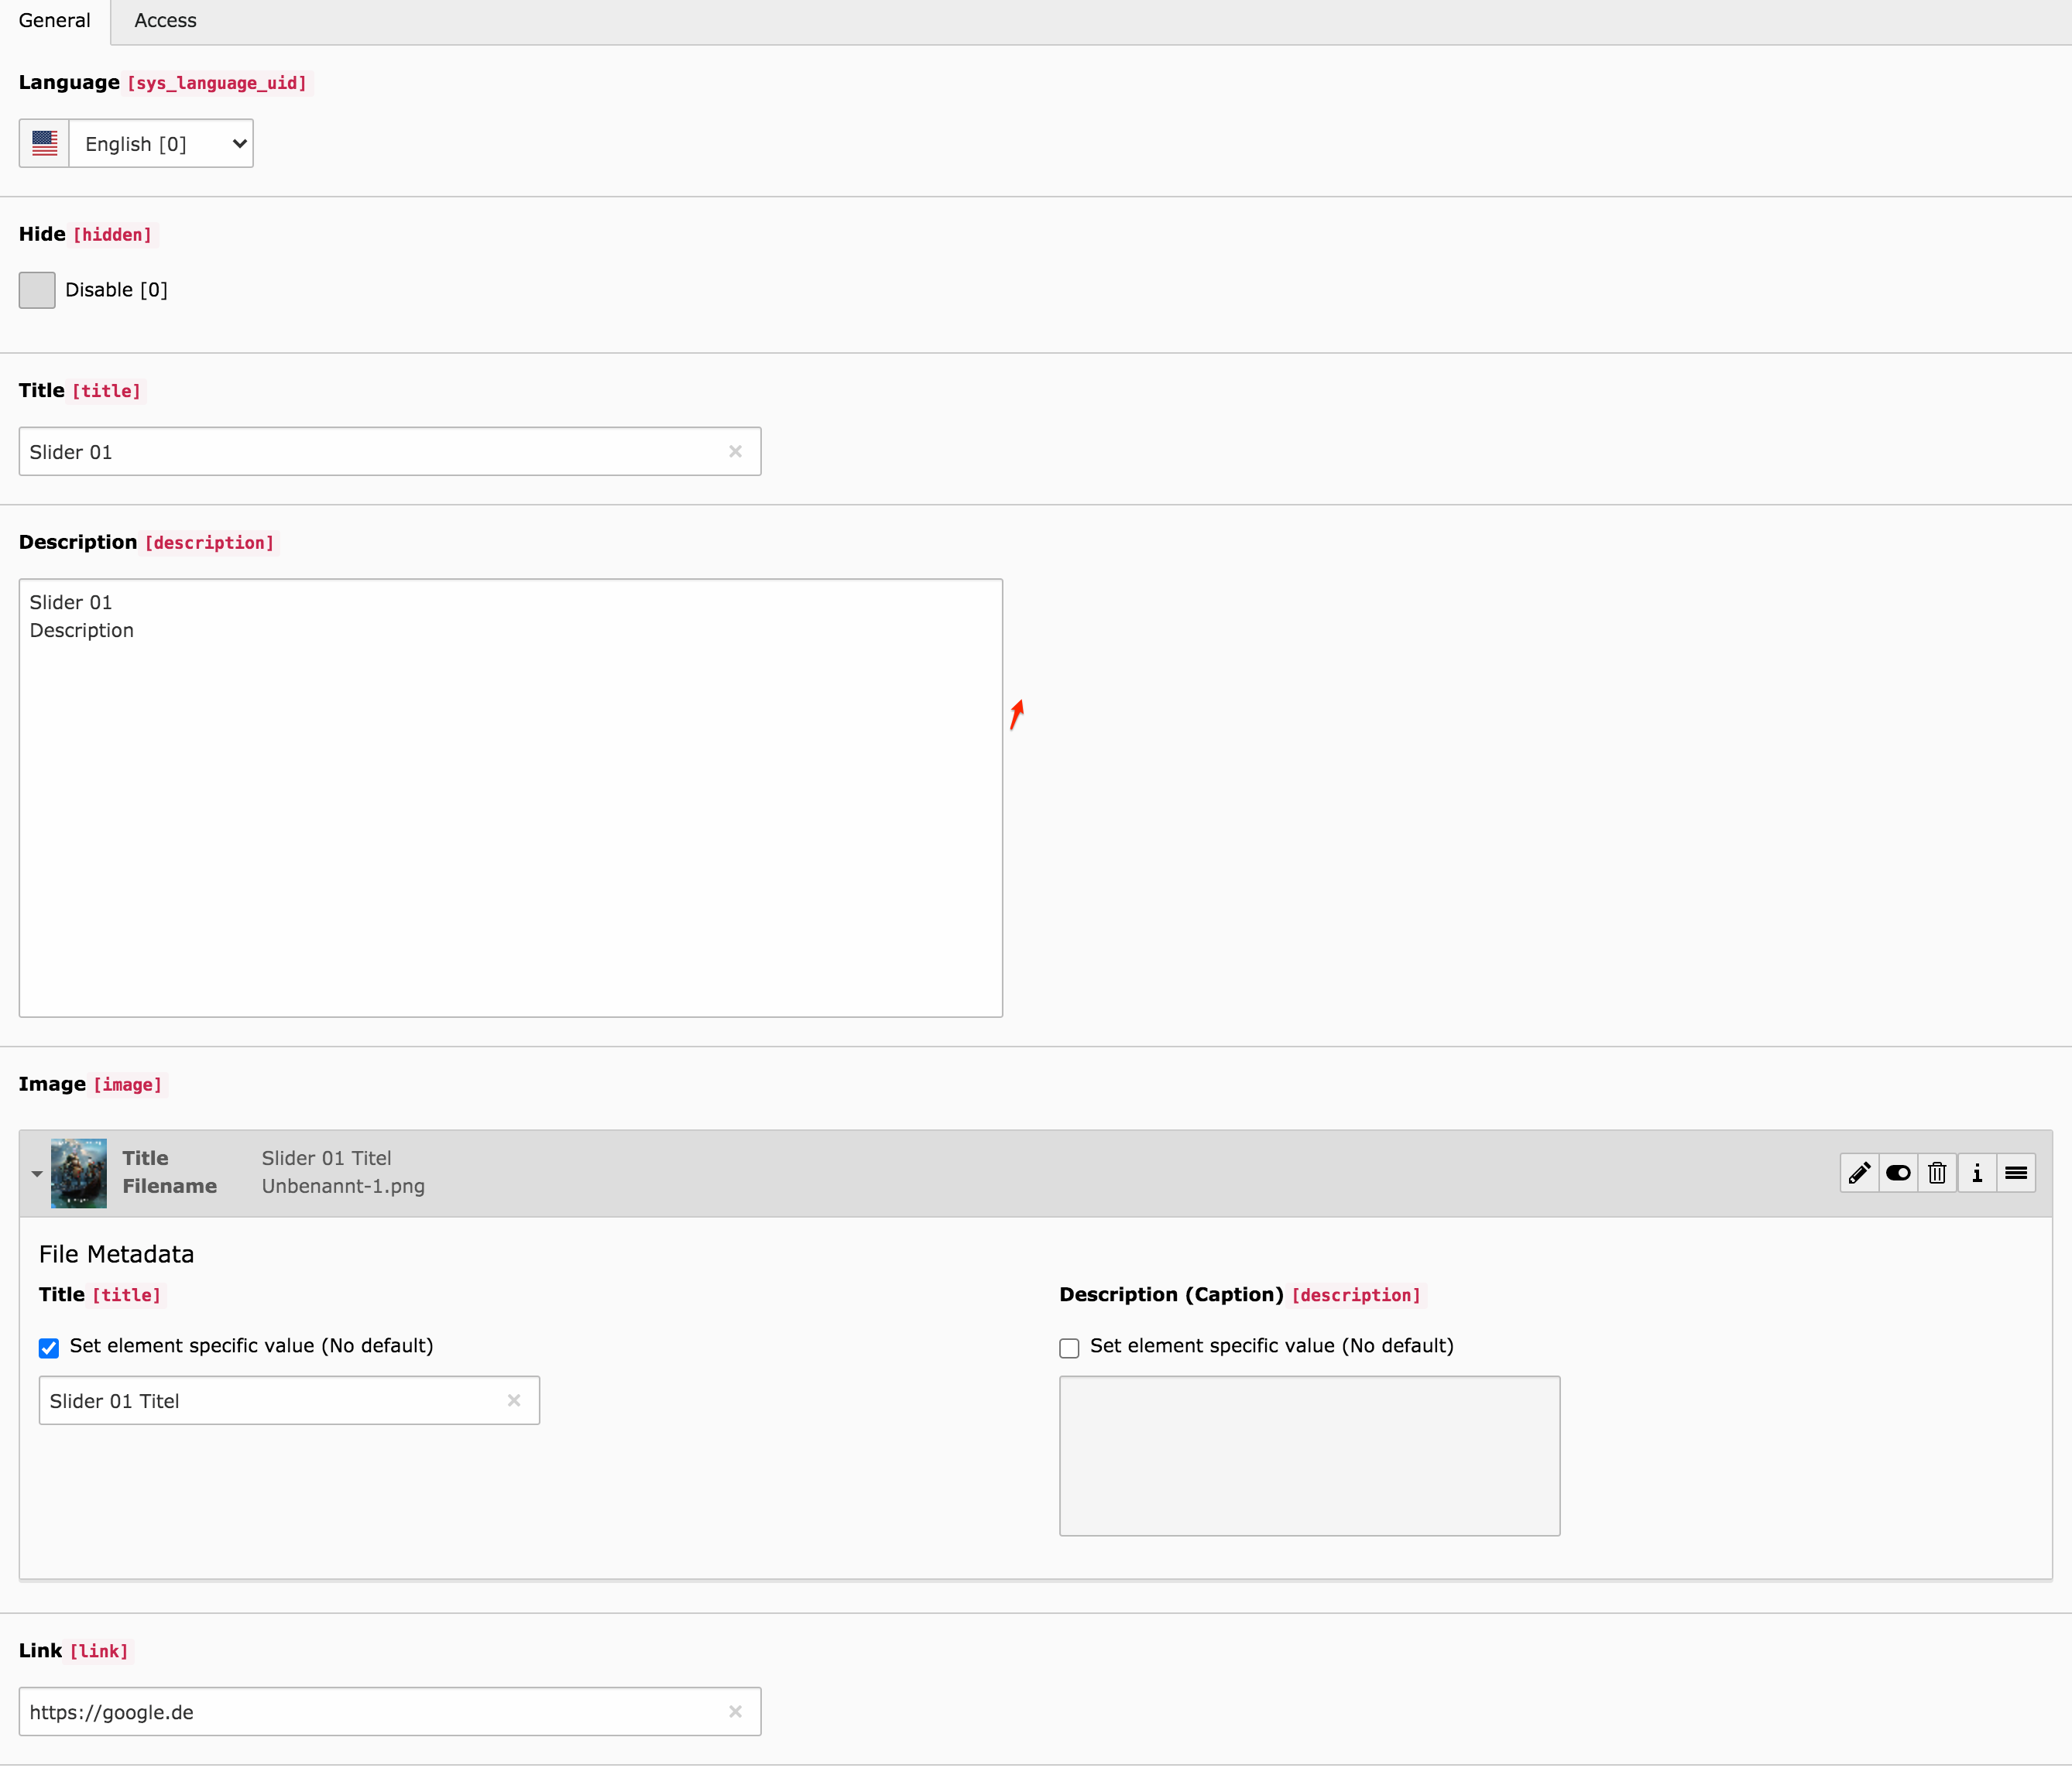 General Access
Language [sys_language_uid]
English [0]
Hide [hidden]
Disable [0]
Title [title]
Slider 01
Description [description]
Slider 01
Description
Image [image]
Title Slider 01 Titel
Filename Unbenannt-1.png
File Metadata
Title [title] Description (Caption) [description]
Set element specific value (No default) Set element specific value (No default)
Slider 01 Titel
Link [link]
https://google.de